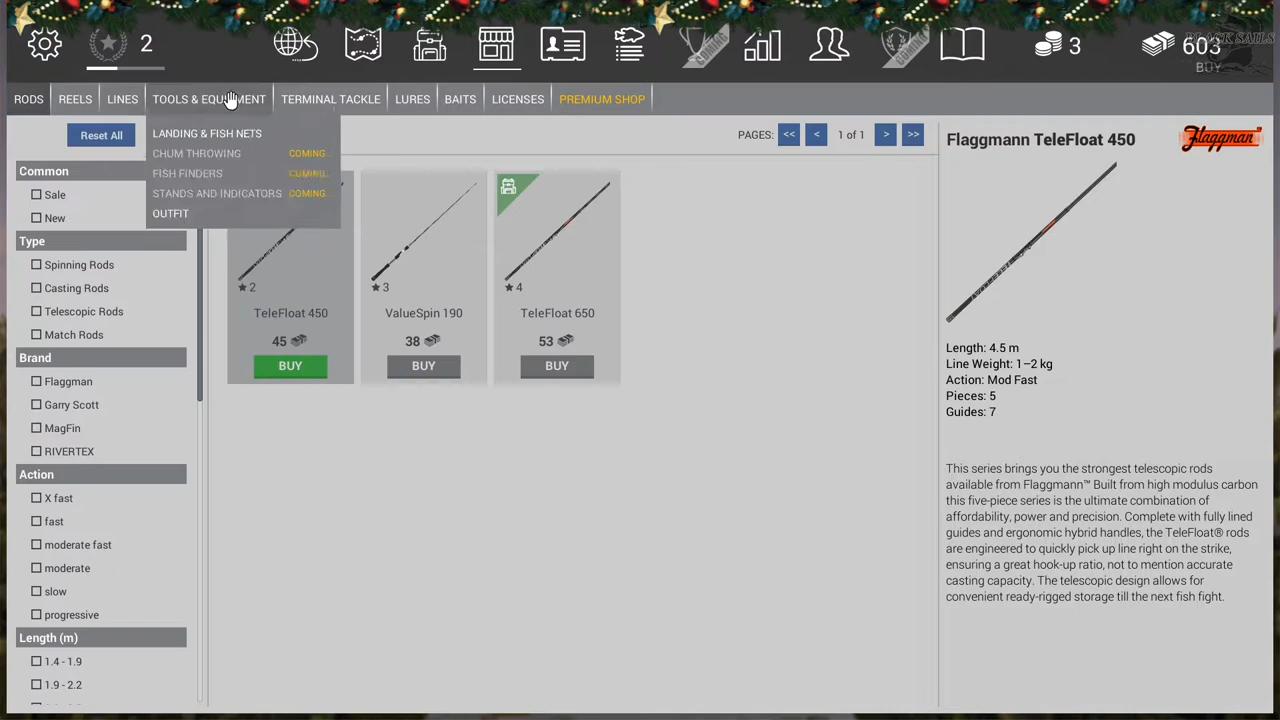 2
3
603
BUY
RODS REELS LINES TOOLS & EQUIPMENT TERMINAL TACKLE LURES BAITS LICENSES PREMIUM SHOP
Reset All
LANDING & FISH NETS
CHUM THROWING COMING...
FISH FINDERS COMING...
STANDS AND INDICATORS COMING...
OUTFIT
PAGES: << < 1 of 1 > >>
Common
Sale
New
Type
Spinning Rods
Casting Rods
Telescopic Rods
Match Rods
Brand
Flaggman
Garry Scott
MagFin
RIVERTEX
Action
X fast
fast
moderate fast
moderate
slow
progressive
Length (m)
1.4 - 1.9
1.9 - 2.2
2
TeleFloat 450
45
BUY
3
ValueSpin 190
38
BUY
4
TeleFloat 650
53
BUY
Flaggmann TeleFloat 450
Flaggman
Length: 4.5 m
Line Weight: 1–2 kg
Action: Mod Fast
Pieces: 5
Guides: 7
This series brings you the strongest telescopic rods
available from Flaggmann™ Built from high modulus carbon
this five-piece series is the ultimate combination of
affordability, power and precision. Complete with fully lined
guides and ergonomic hybrid handles, the TeleFloat® rods
are engineered to quickly pick up line right on the strike,
ensuring a great hook-up ratio, not to mention accurate
casting capacity. The telescopic design allows for
convenient ready-rigged storage till the next fish fight.